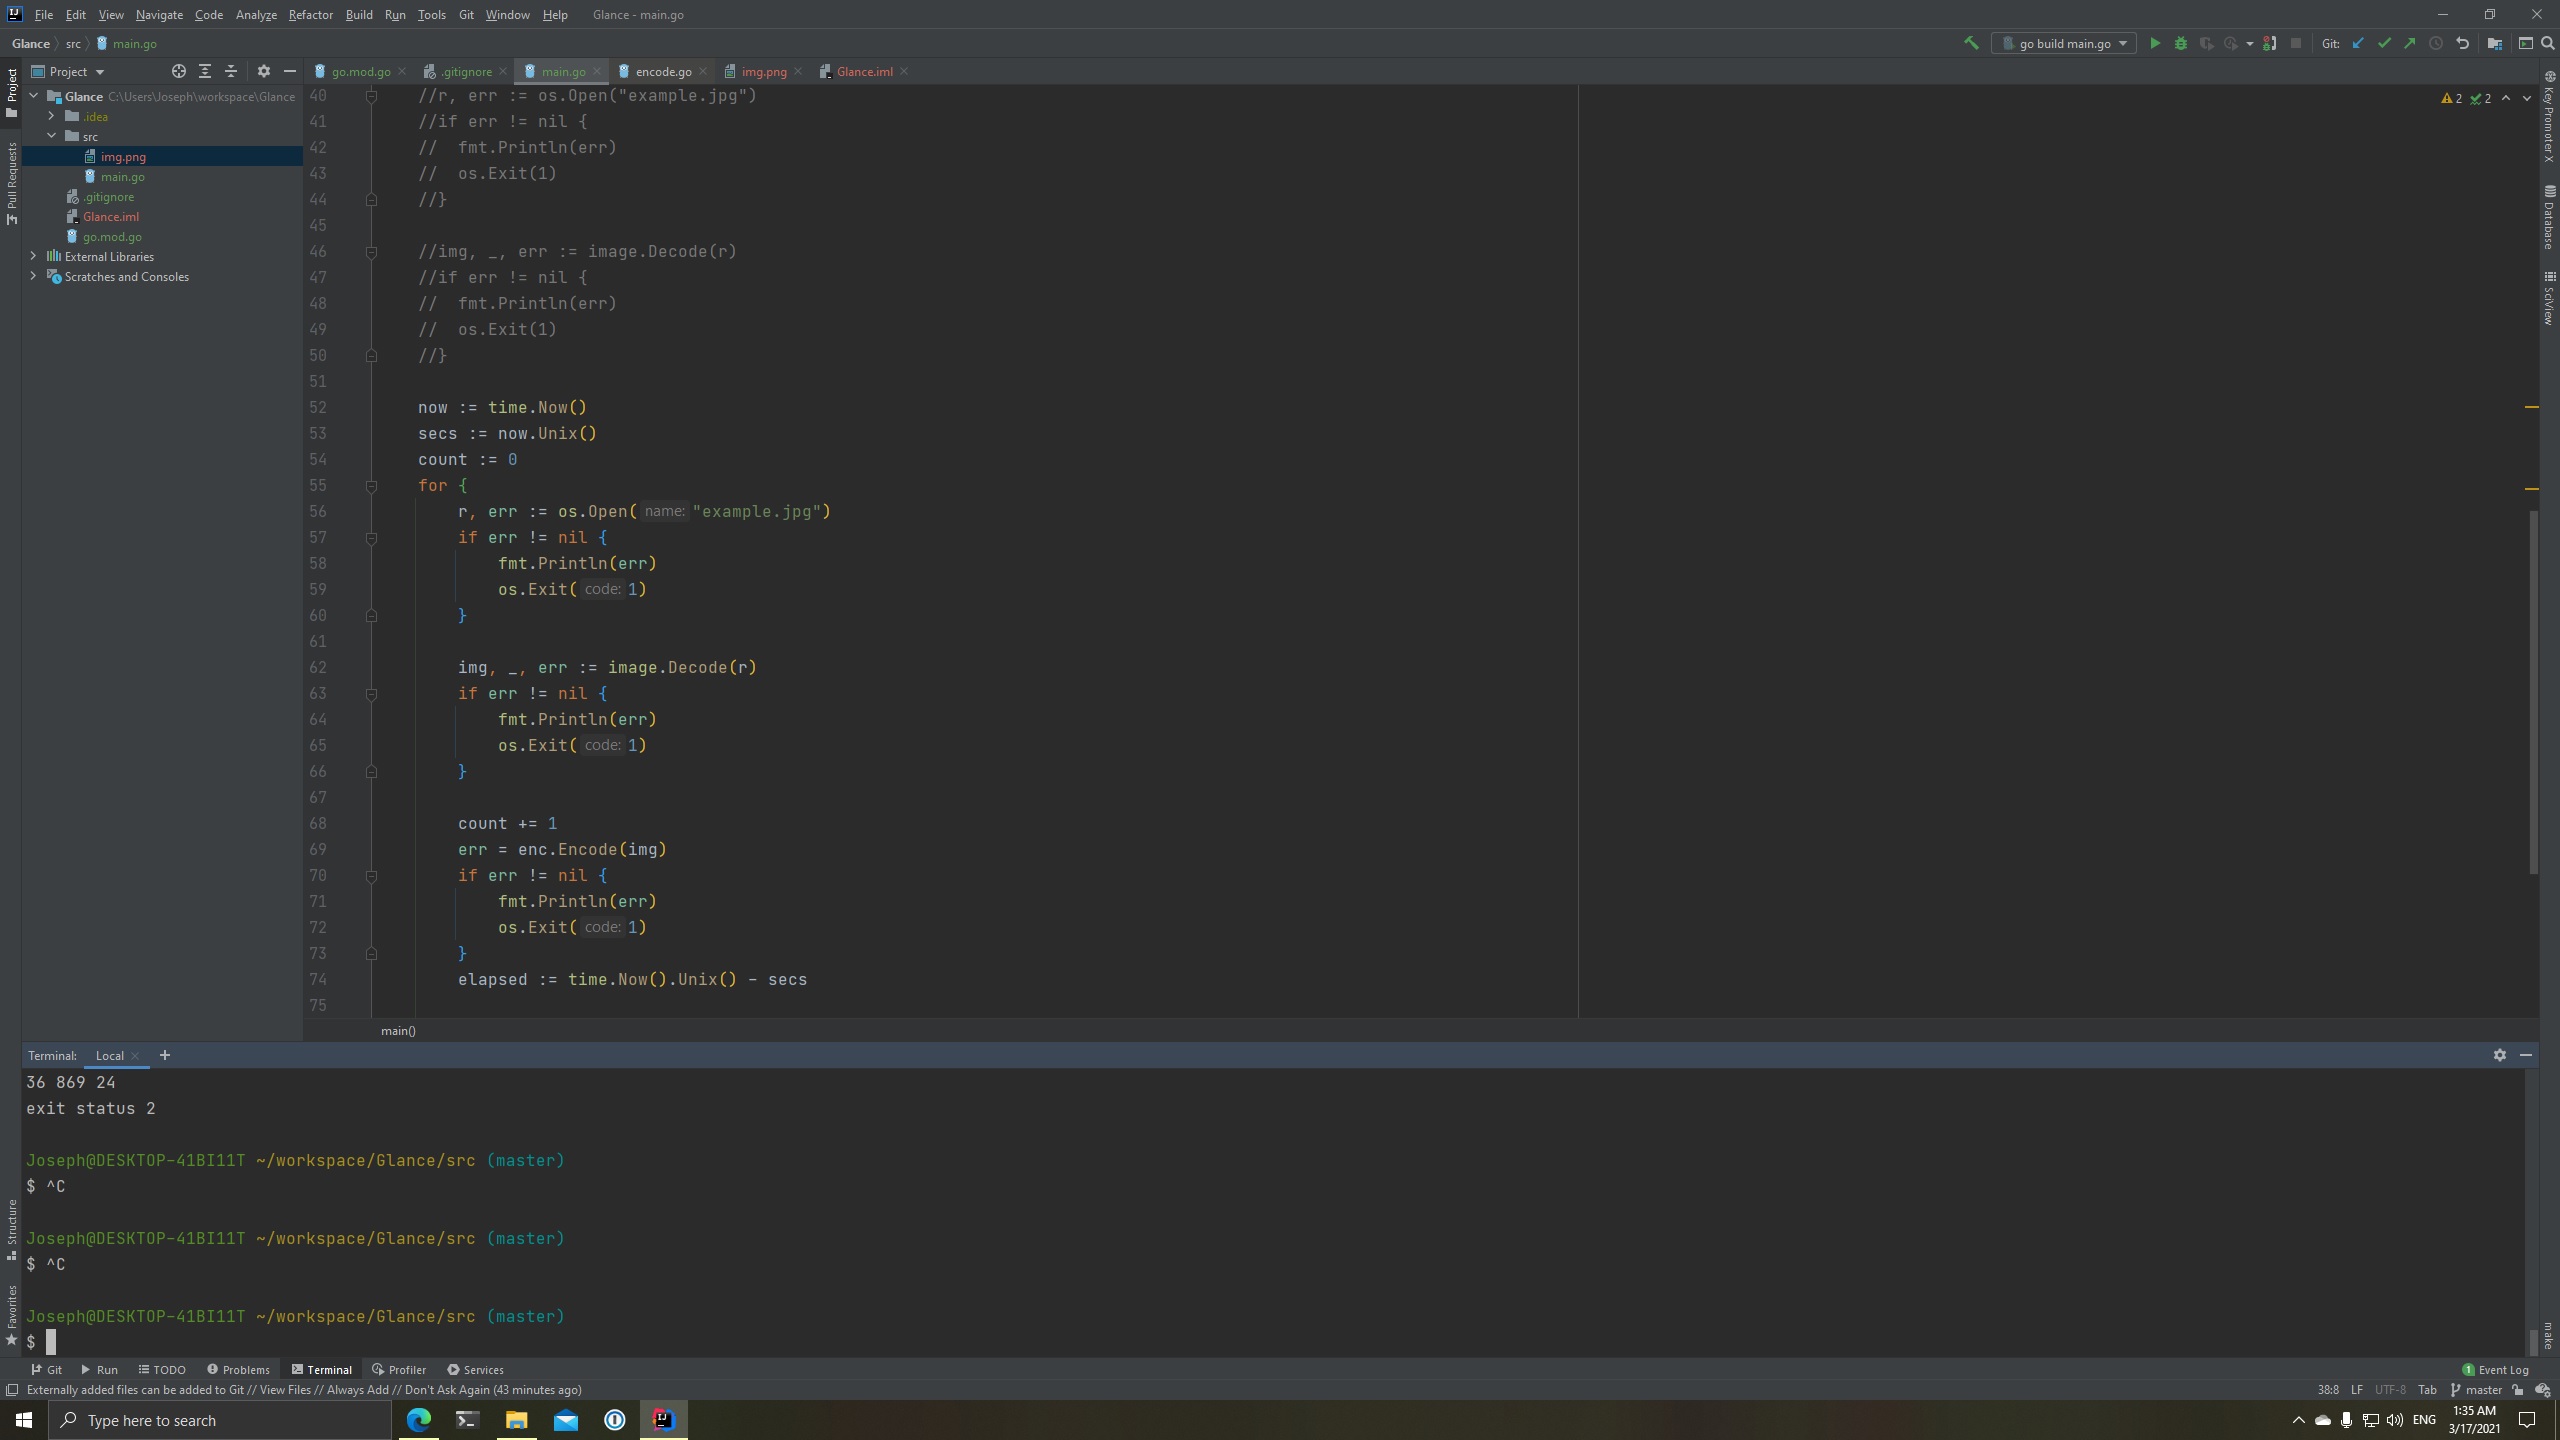 File Edit View Navigate Code Analyze Refactor Build Run Tools Git Window Help Glance - main.go
Glance src main.go go build main.go Git:
Project go.mod.go .gitignore main.go encode.go img.png Glance.iml
Glance C:\Users\Joseph\workspace\Glance
.idea
src
img.png
main.go
.gitignore
Glance.iml
go.mod.go
External Libraries
Scratches and Consoles
Project
Pull Requests
Structure
Favorites
40 //r, err := os.Open("example.jpg")
41 //if err != nil {
42 //  fmt.Println(err)
43 //  os.Exit(1)
44 //}
45
46 //img, _, err := image.Decode(r)
47 //if err != nil {
48 //  fmt.Println(err)
49 //  os.Exit(1)
50 //}
51
52 now := time.Now()
53 secs := now.Unix()
54 count := 0
55 for {
56 r, err := os.Open( name: "example.jpg")
57 if err != nil {
58 fmt.Println(err)
59 os.Exit( code: 1)
60 }
61
62 img, _, err := image.Decode(r)
63 if err != nil {
64 fmt.Println(err)
65 os.Exit( code: 1)
66 }
67
68 count += 1
69 err = enc.Encode(img)
70 if err != nil {
71 fmt.Println(err)
72 os.Exit( code: 1)
73 }
74 elapsed := time.Now().Unix() - secs
75
main()
2 2
Key Promoter X
Database
SciView
make
Terminal: Local
36 869 24
exit status 2
Joseph@DESKTOP-41BI11T ~/workspace/Glance/src (master)
$ ^C
Joseph@DESKTOP-41BI11T ~/workspace/Glance/src (master)
$ ^C
Joseph@DESKTOP-41BI11T ~/workspace/Glance/src (master)
$
Git Run TODO Problems Terminal Profiler Services 1 Event Log
Externally added files can be added to Git // View Files // Always Add // Don't Ask Again (43 minutes ago) 38:8 LF UTF-8 Tab master
Type here to search ENG 1:35 AM
3/17/2021